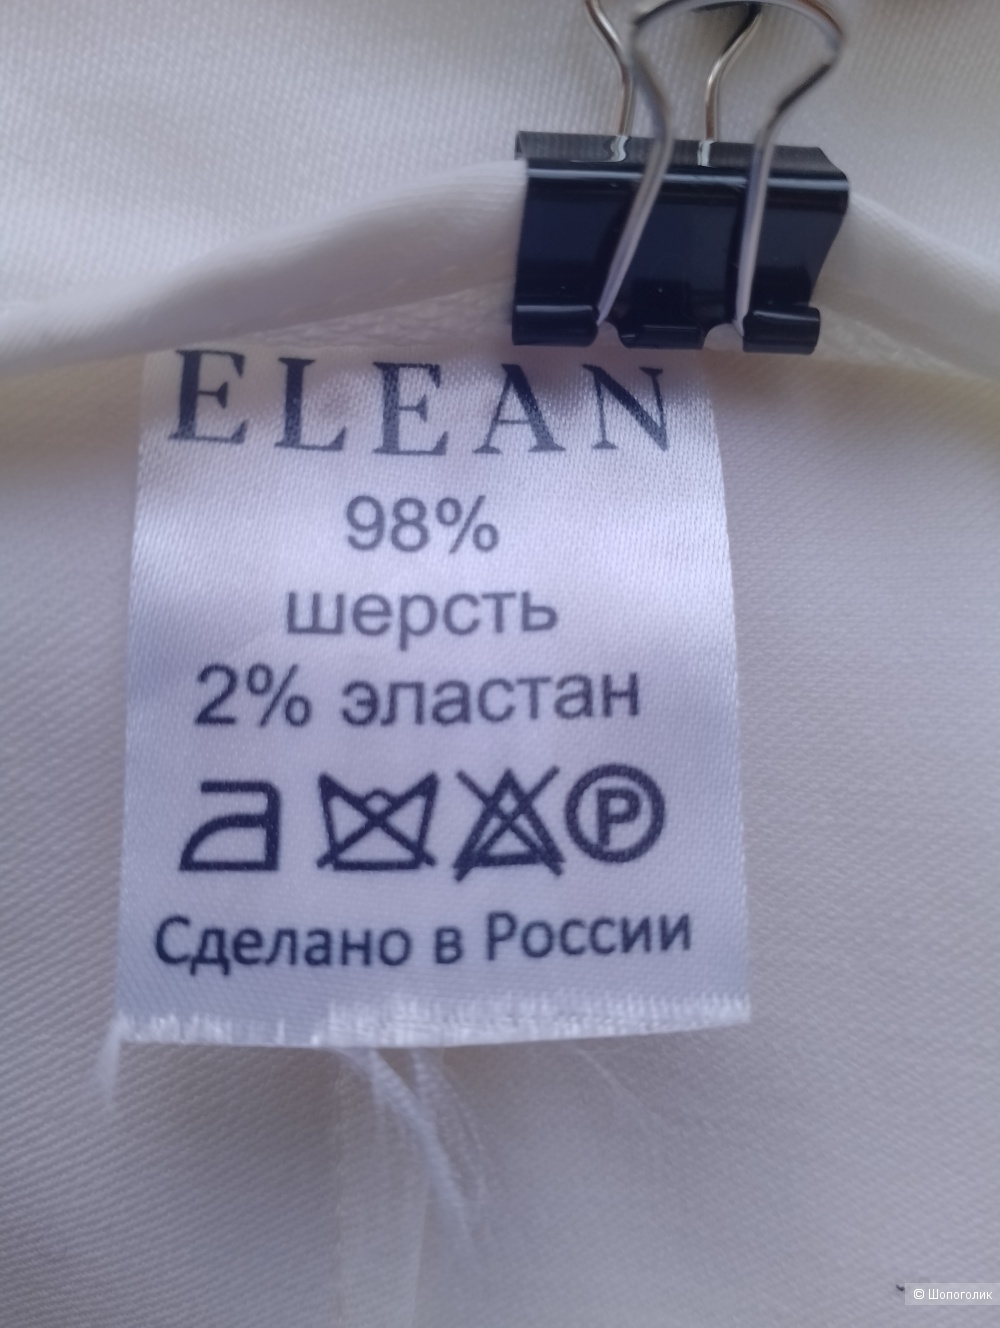 ELEAN
98%
шерсть
2% эластан
P
Сделано в России
© Шопоголик